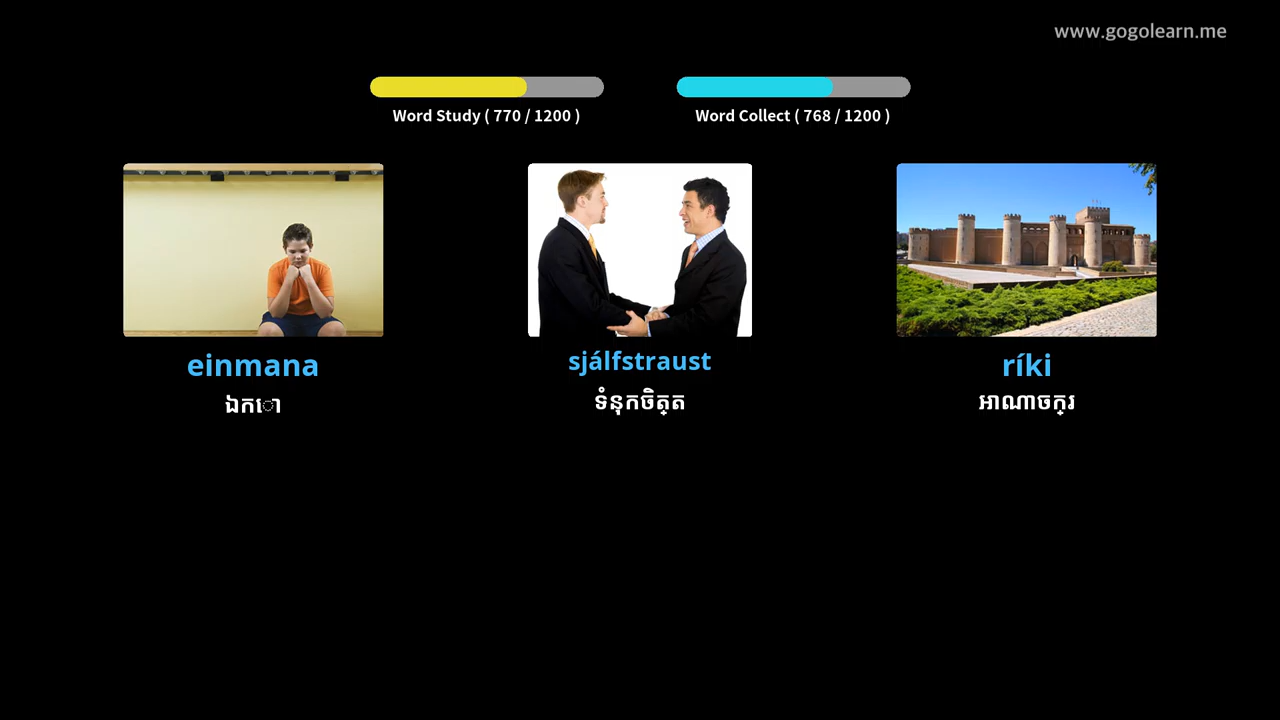 www.gogolearn.me
Word Study ( 770 / 1200 )
Word Collect ( 768 / 1200 )
einmana
sjálfstraust
ríki
ឯកោ
ទំនុកចិត្ត
អាណាចក្រ